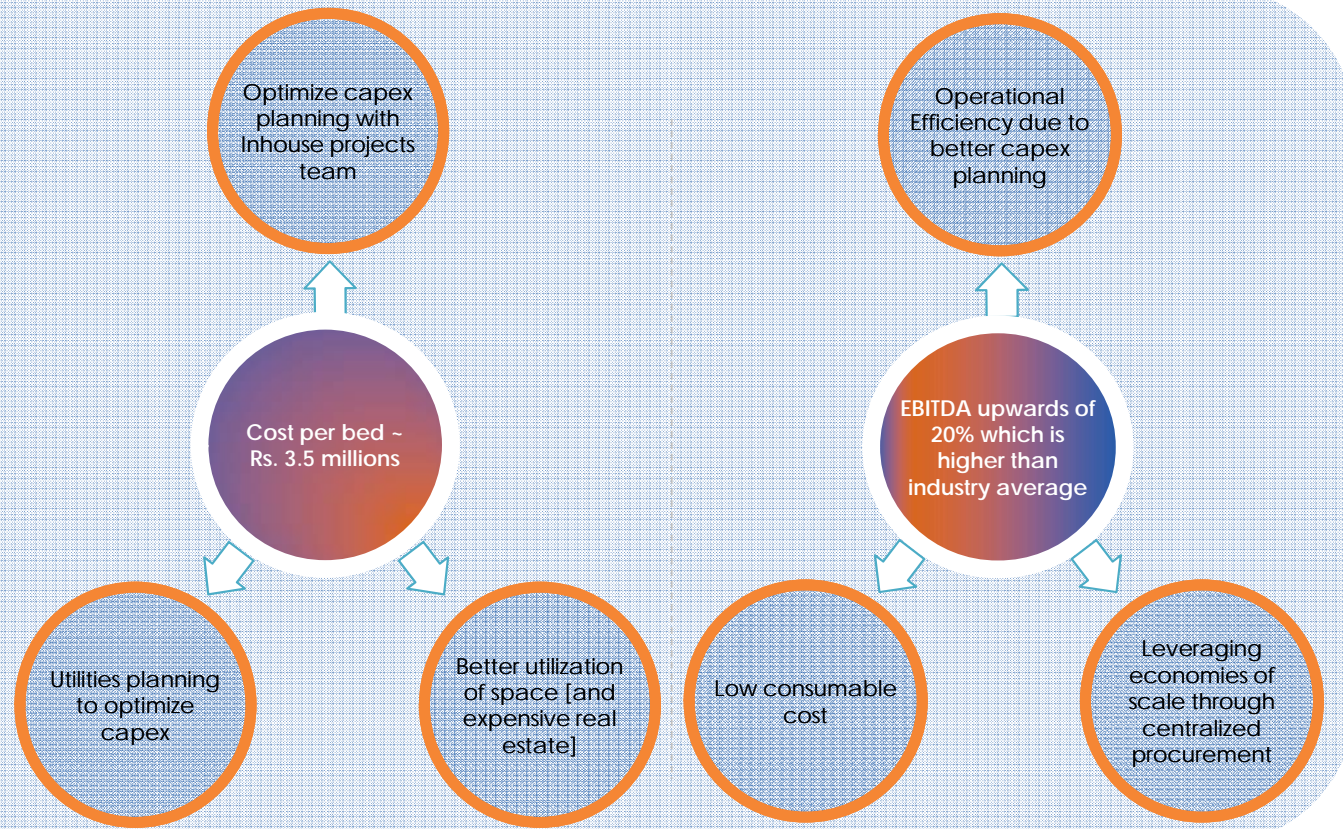 Optimize capex
planning with
Inhouse projects
team
Cost per bed ~
Rs. 3.5 millions
Utilities planning
to optimize
capex
Better utilization
of space [and
expensive real
estate]
Operational
Efficiency due to
better capex
planning
EBITDA upwards of
20% which is
higher than
industry average
Low consumable
cost
Leveraging
economies of
scale through
centralized
procurement